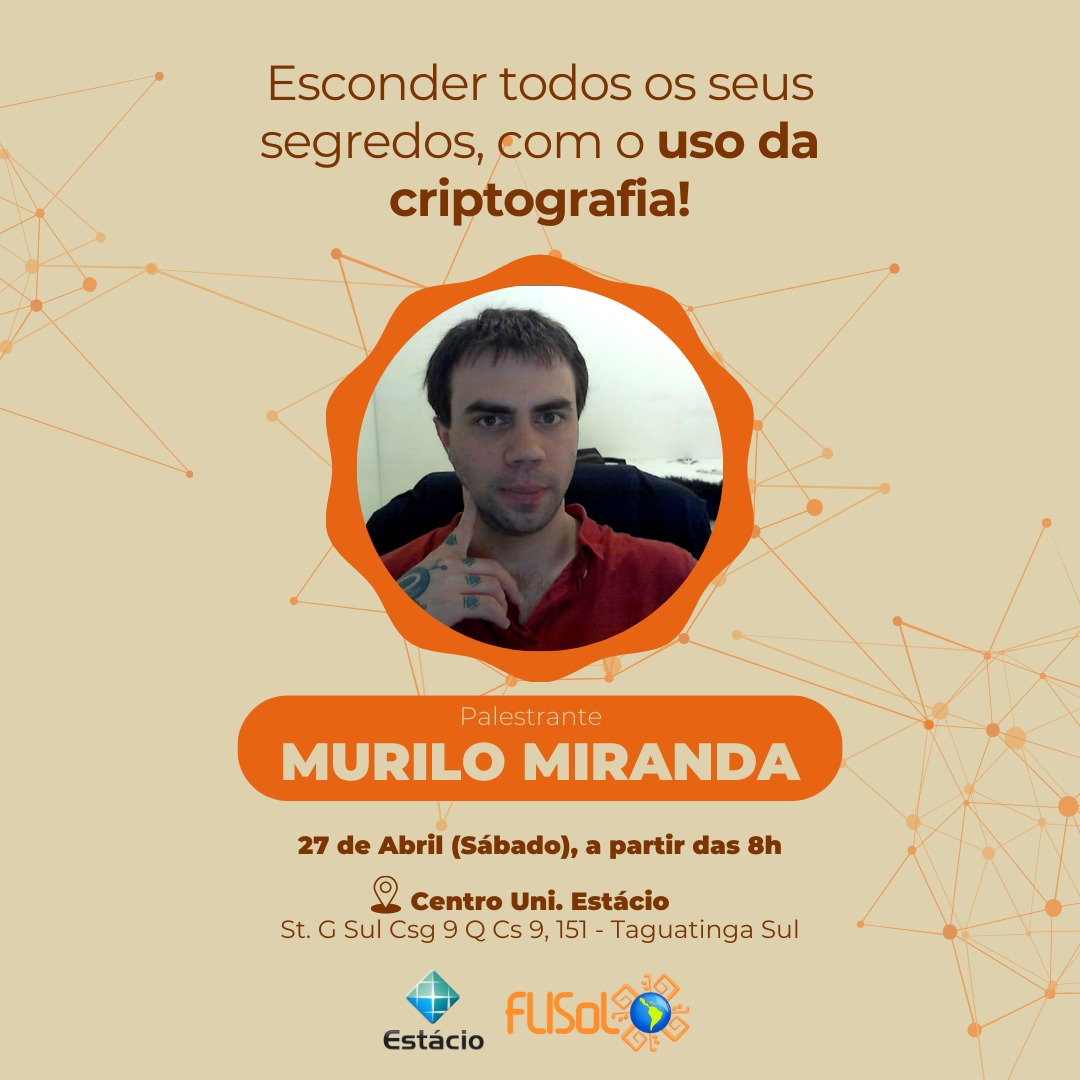 Esconder todos os seus
segredos, com o uso da
criptografia!
Palestrante
MURILO MIRANDA
27 de Abril (Sábado), a partir das 8h
Centro Uni. Estácio
St. G Sul Csg 9 Q Cs 9, 151 - Taguatinga Sul
Estácio
FLISoL